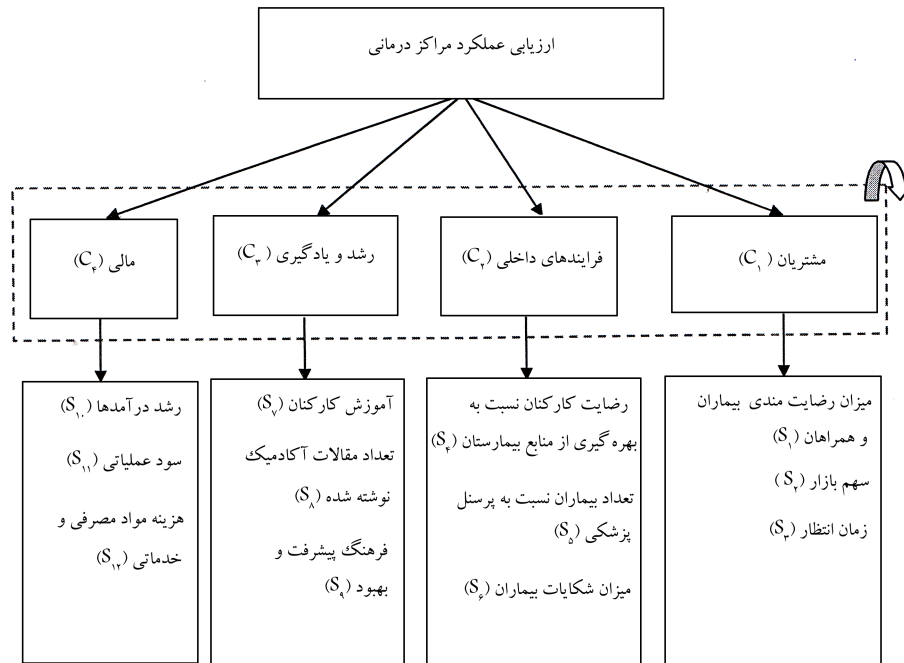 ارزیابی عملکرد مراکز درمانی
مشتریان (C۱)
فرایندهای داخلی (C۲)
رشد و یادگیری (C۳)
مالی (C۴)
میزان رضایت مندی بیماران
و همراهان (S۱)
سهم بازار (S۲)
زمان انتظار (S۳)
رضایت کارکنان نسبت به
بهره گیری از منابع بیمارستان (S۴)
تعداد بیماران نسبت به پرسنل
پزشکی (S۵)
میزان شکایات بیماران (S۶)
آموزش کارکنان (S۷)
تعداد مقالات آکادمیک
نوشته شده (S۸)
فرهنگ پیشرفت و
بهبود (S۹)
رشد درآمدها (S۱۰)
سود عملیاتی (S۱۱)
هزینه مواد مصرفی و
خدماتی (S۱۲)